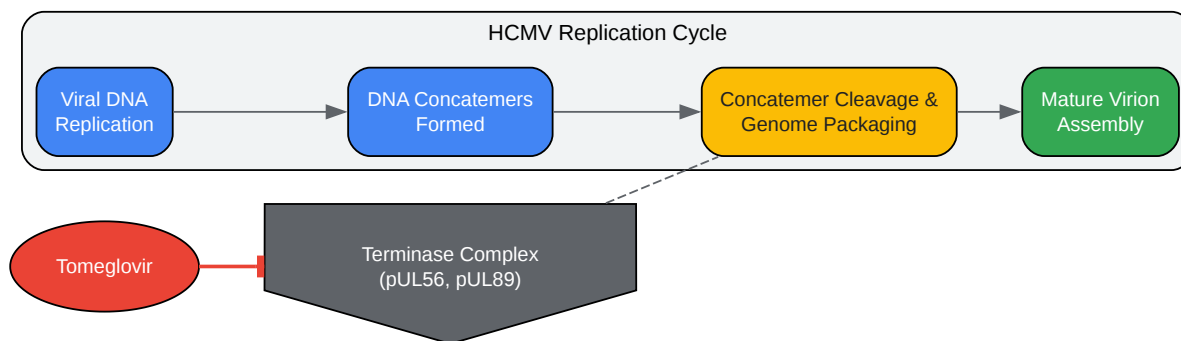 HCMV Replication Cycle
Viral DNA
Replication
DNA Concatemers
Formed
Concatemer Cleavage &
Genome Packaging
Mature Virion
Assembly
Tomeglovir
Terminase Complex
(pUL56, pUL89)